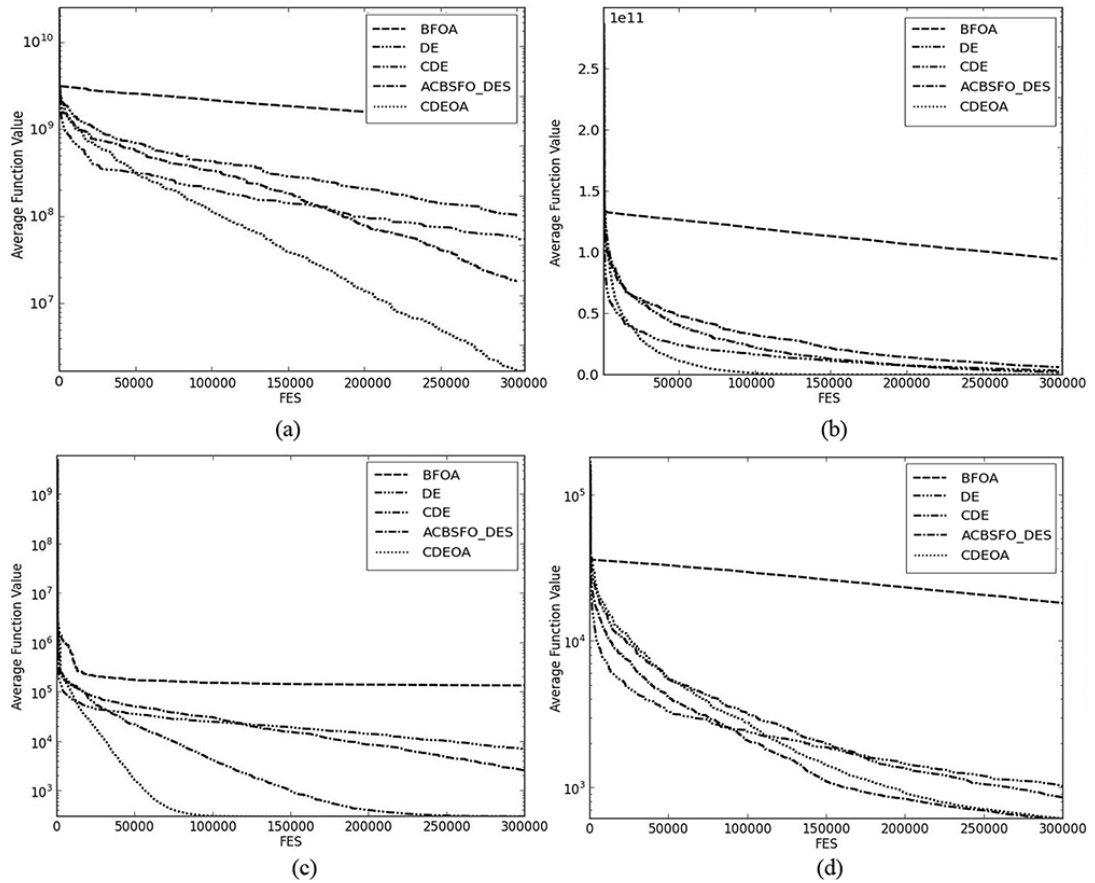 10^10
10^9
10^8
10^7
Average Function Value
BFOA
DE
CDE
ACBSFO_DES
CDEOA
0 50000 100000 150000 200000 250000 300000
FES
(a)
1e11
2.5
2.0
1.5
1.0
0.5
0.0
Average Function Value
BFOA
DE
CDE
ACBSFO_DES
CDEOA
50000 100000 150000 200000 250000 300000
FES
(b)
10^9
10^8
10^7
10^6
10^5
10^4
10^3
Average Function Value
BFOA
DE
CDE
ACBSFO_DES
CDEOA
0 50000 100000 150000 200000 250000 300000
FES
(c)
10^5
10^4
10^3
Average Function Value
BFOA
DE
CDE
ACBSFO_DES
CDEOA
0 50000 100000 150000 200000 250000 300000
FES
(d)